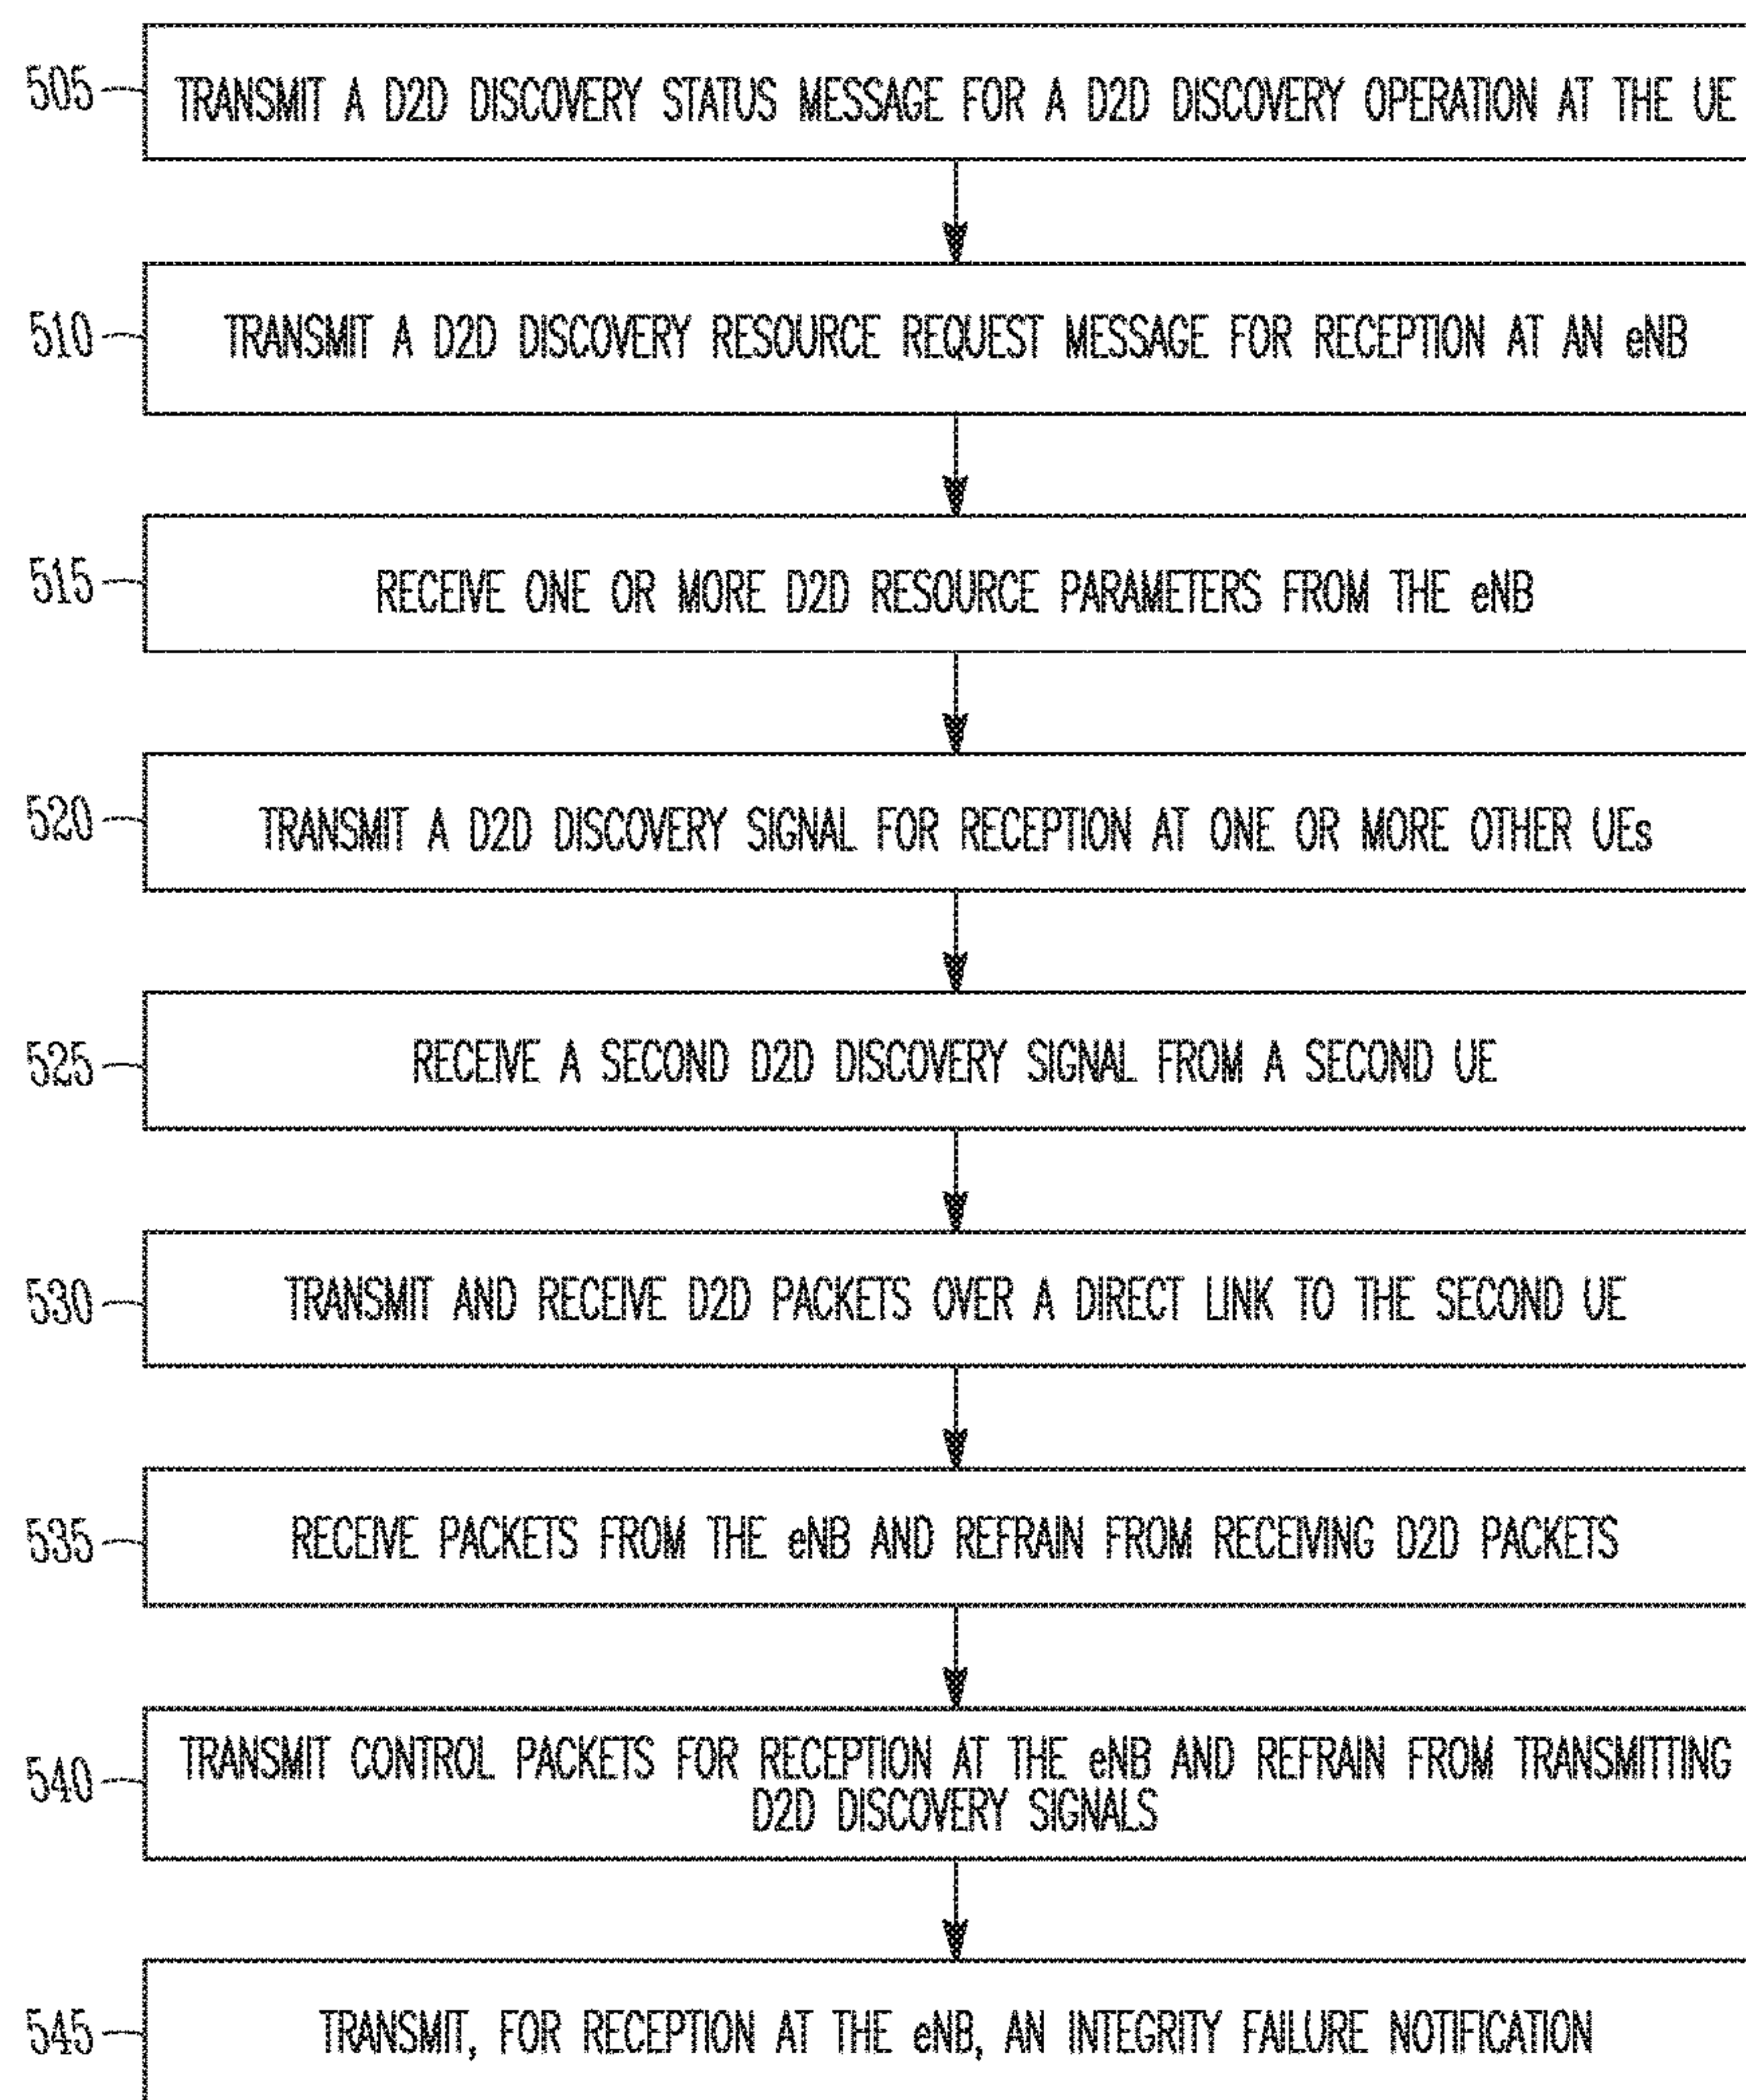 505 TRANSMIT A D2D DISCOVERY STATUS MESSAGE FOR A D2D DISCOVERY OPERATION AT THE UE
510 TRANSMIT A D2D DISCOVERY RESOURCE REQUEST MESSAGE FOR RECEPTION AT AN eNB
515 RECEIVE ONE OR MORE D2D RESOURCE PARAMETERS FROM THE eNB
520 TRANSMIT A D2D DISCOVERY SIGNAL FOR RECEPTION AT ONE OR MORE OTHER UEs
525 RECEIVE A SECOND D2D DISCOVERY SIGNAL FROM A SECOND UE
530 TRANSMIT AND RECEIVE D2D PACKETS OVER A DIRECT LINK TO THE SECOND UE
535 RECEIVE PACKETS FROM THE eNB AND REFRAIN FROM RECEIVING D2D PACKETS
540 TRANSMIT CONTROL PACKETS FOR RECEPTION AT THE eNB AND REFRAIN FROM TRANSMITTING
D2D DISCOVERY SIGNALS
545 TRANSMIT, FOR RECEPTION AT THE eNB, AN INTEGRITY FAILURE NOTIFICATION